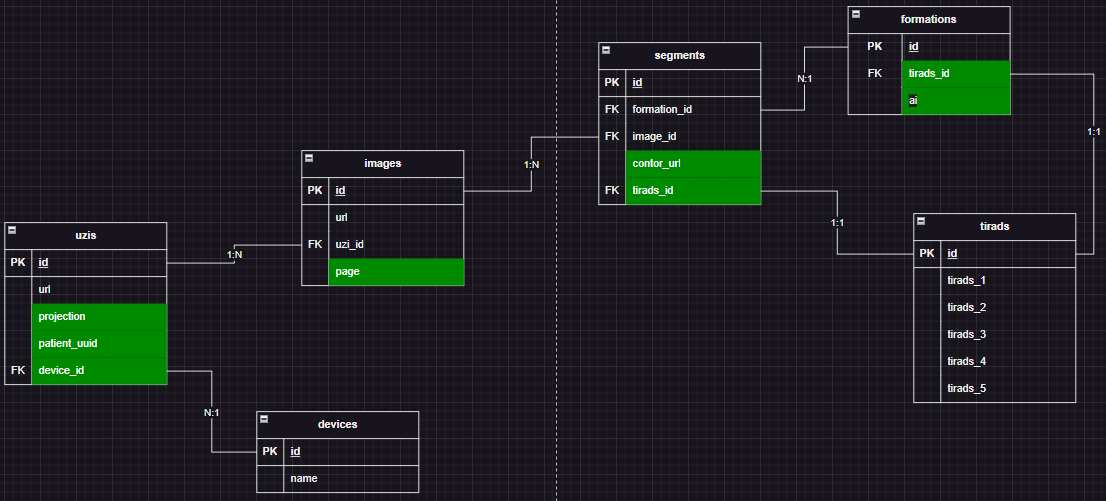 formations
PK id
FK tirads_id
ai
segments
PK id
FK formation_id
FK image_id
contor_url
FK tirads_id
N:1
1:1
images
PK id
url
FK uzi_id
page
1:N
1:1
tirads
PK id
tirads_1
tirads_2
tirads_3
tirads_4
tirads_5
uzis
PK id
url
projection
patient_uuid
FK device_id
1:N
N:1
devices
PK id
name